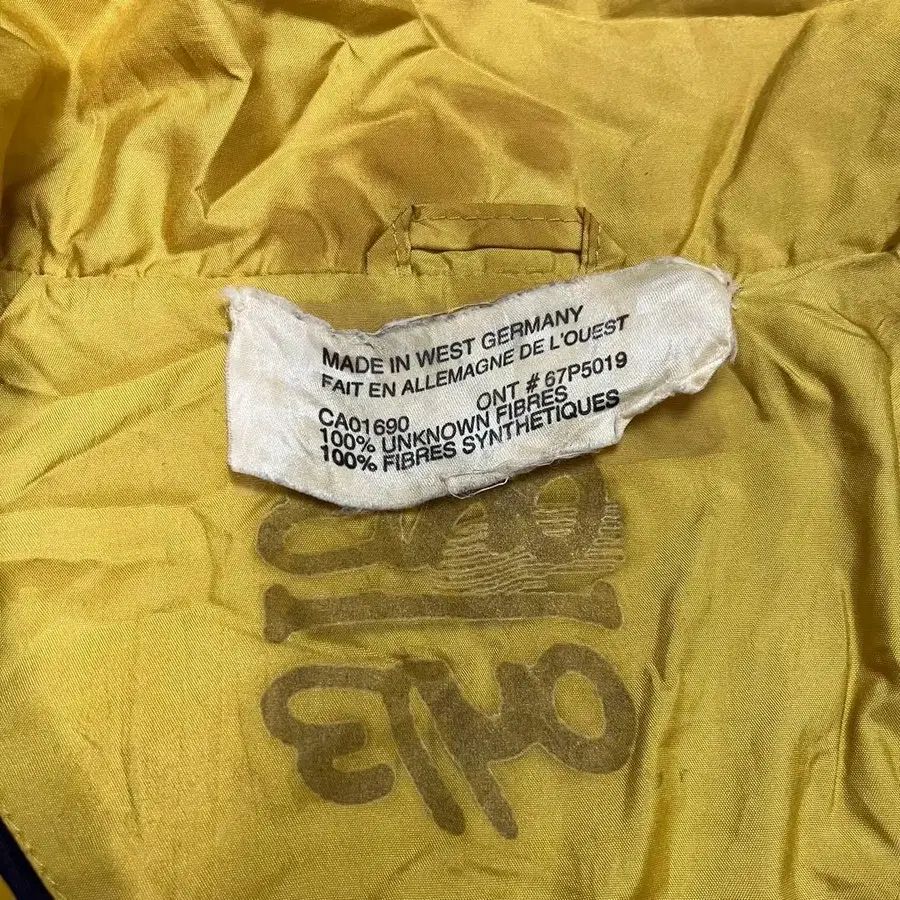 MADE IN WEST GERMANY
FAIT EN ALLEMAGNE DE L'OUEST
ONT # 67P5019
CA01690
100% UNKNOWN FIBRES
100% FIBRES SYNTHETIQUES